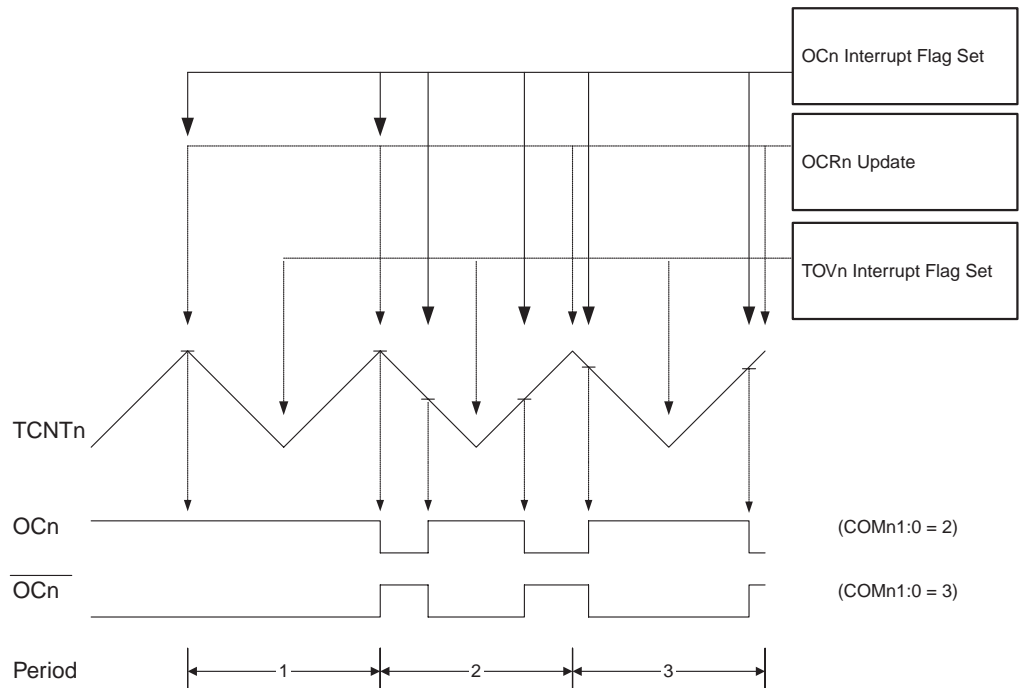 OCn Interrupt Flag Set
OCRn Update
TOVn Interrupt Flag Set
TCNTn
OCn
(COMn1:0 = 2)
OCn
(COMn1:0 = 3)
Period
1
2
3